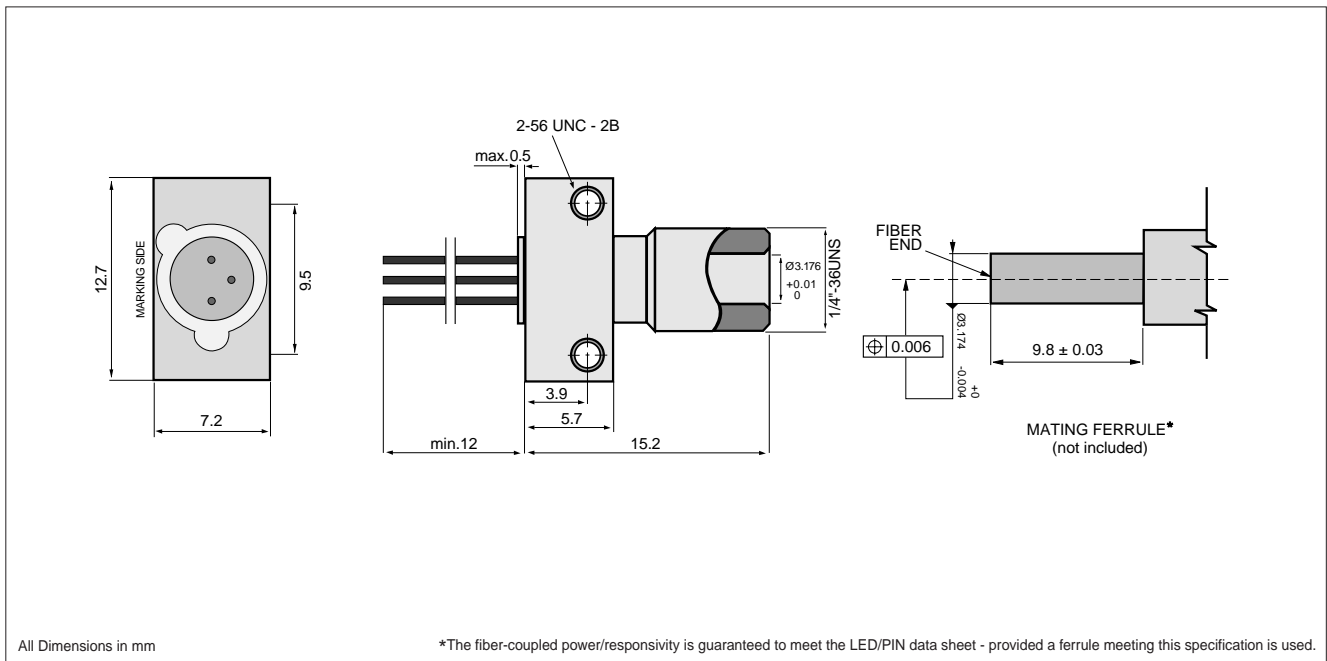 2-56 UNC - 2B
max.0.5
12.7
MARKING SIDE
9.5
7.2
Ø3.176
+0.01
0
1/4"-36UNS
3.9
5.7
min.12
15.2
FIBER
END
⌖ 0.006
Ø3.174
+0
-0.004
9.8 ± 0.03
MATING FERRULE*
(not included)
All Dimensions in mm
*The fiber-coupled power/responsivity is guaranteed to meet the LED/PIN data sheet - provided a ferrule meeting this specification is used.